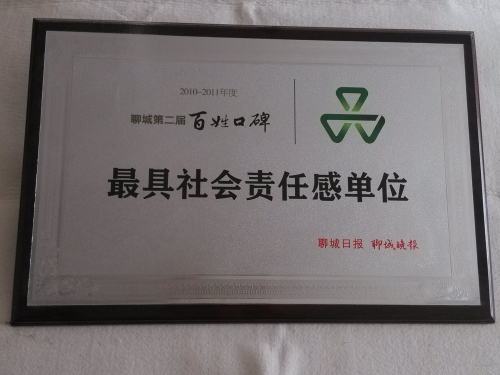 2010-2011年度
聊城第二届 百姓口碑
最具社会责任感单位
聊城日报 聊城晚报